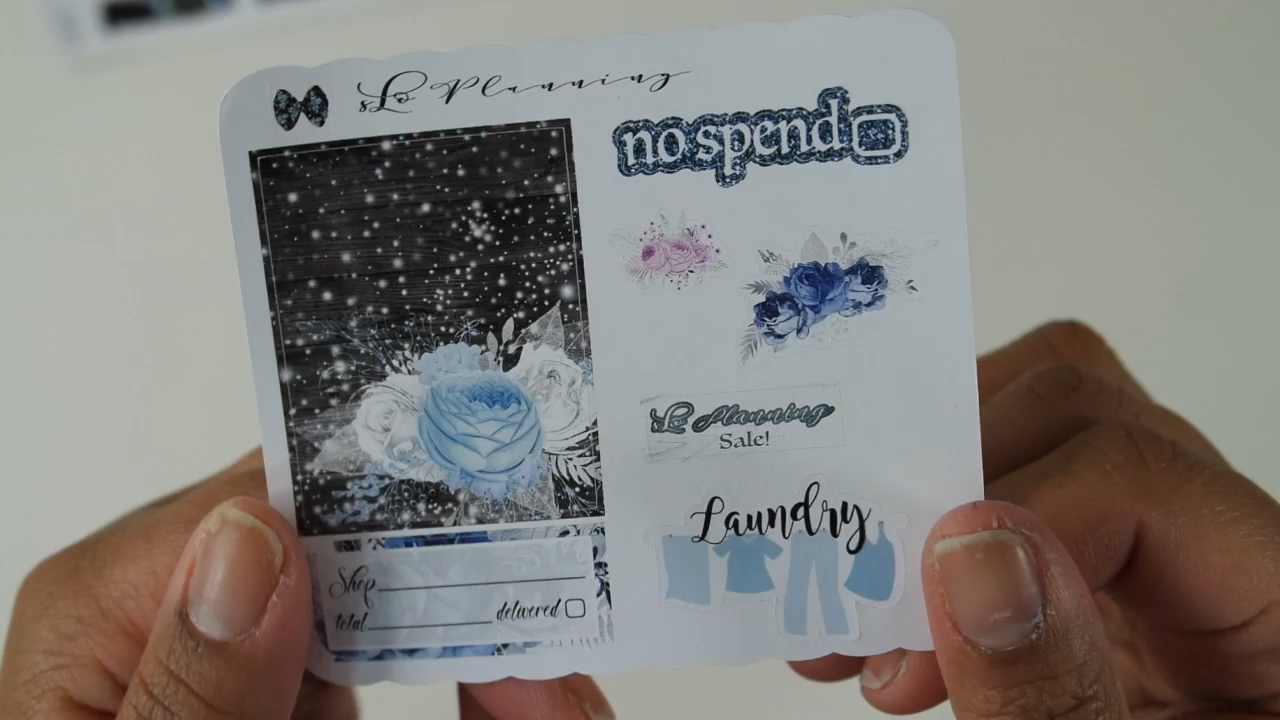 sLo Planning
no spend
sLo Planning
Sale!
Laundry
Shop
total delivered